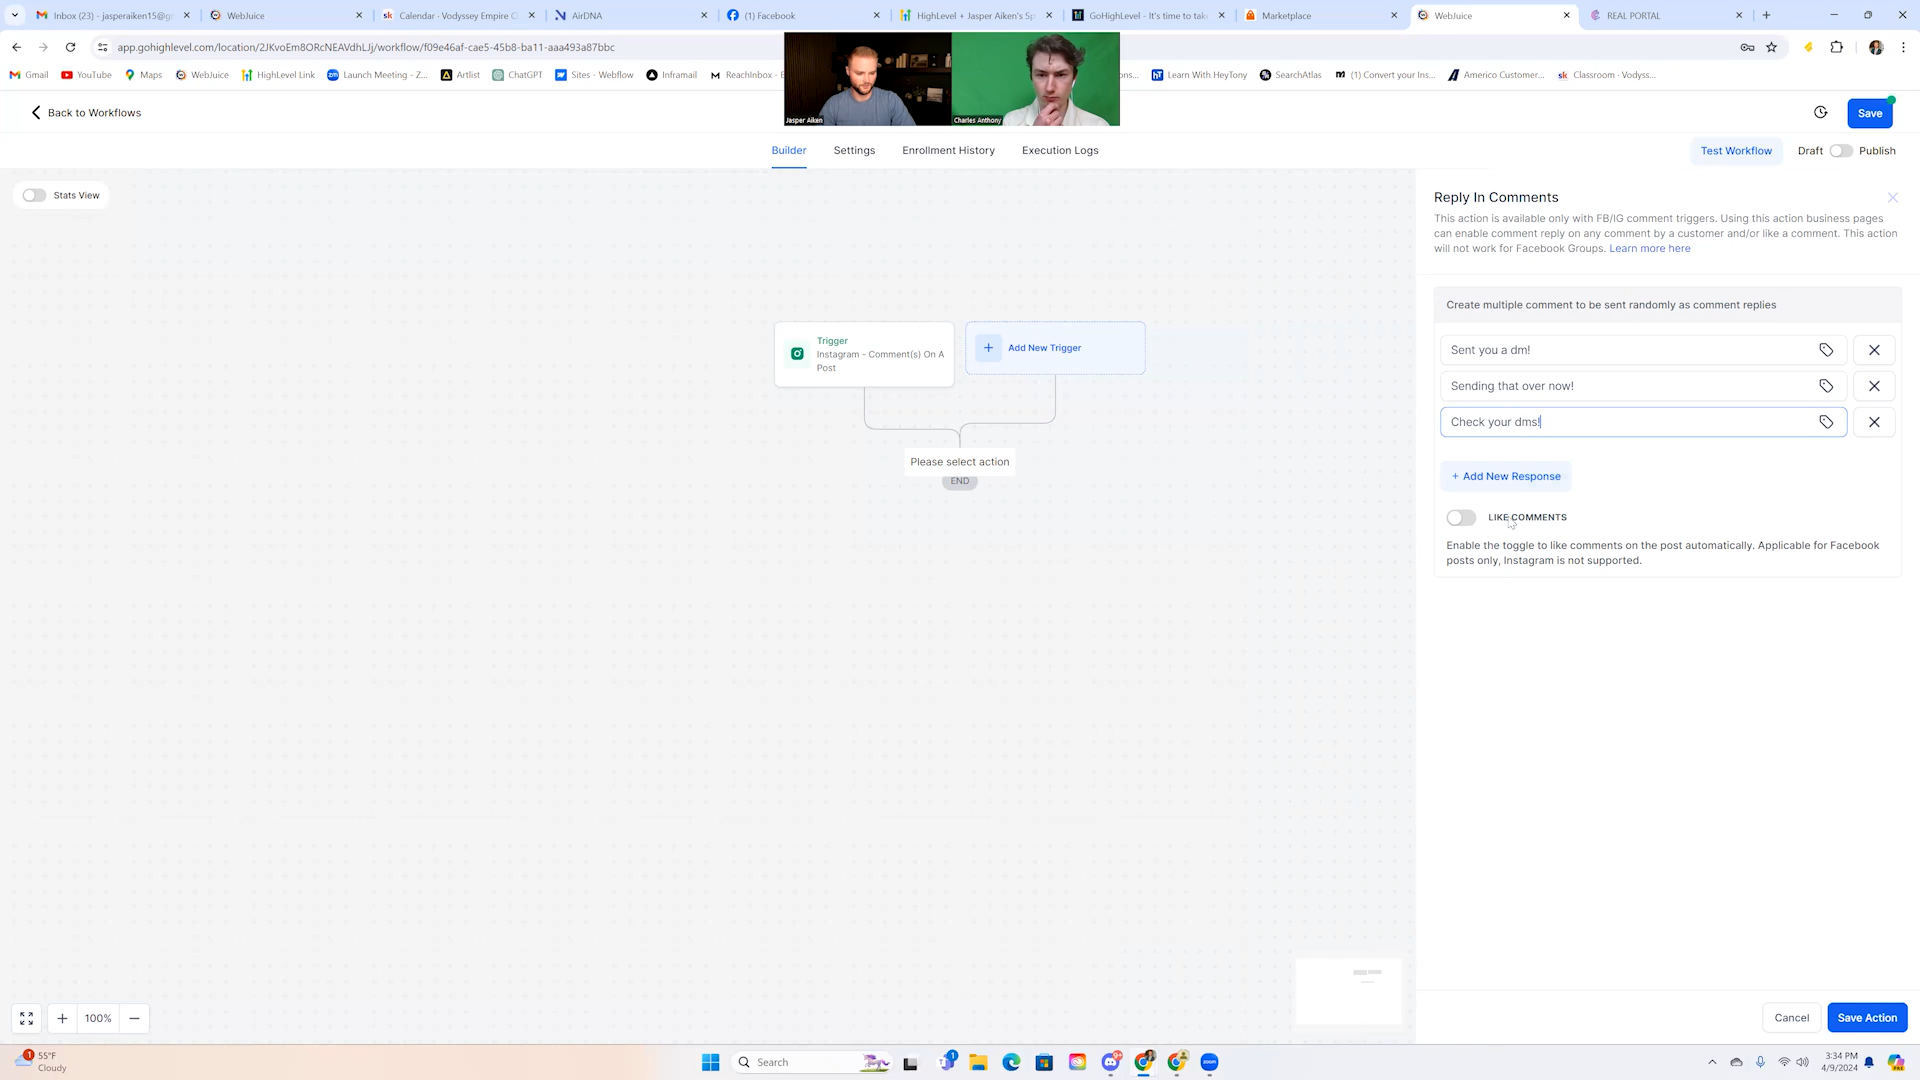 Inbox (23) - jasperaiken15@gr
WebJuice
Calendar · Vodyssey Empire C
AirDNA
(1) Facebook
HighLevel + Jasper Aiken's Sp
GoHighLevel - It's time to take
Marketplace
WebJuice
REAL PORTAL
app.gohighlevel.com/location/2JKvoEm8ORcNEAVdhLJj/workflow/f09e46af-cae5-45b8-ba11-aaa493a87bbc
Gmail
YouTube
Maps
WebJuice
HighLevel Link
Launch Meeting - Z...
Artlist
ChatGPT
Sites - Webflow
Inframail
ReachInbox - E
ons...
Learn With HeyTony
SearchAtlas
(1) Convert your Ins...
Americo Customer...
Classroom · Vodyss...
Jasper Aiken
Charles Anthony
Back to Workflows
Save
Builder
Settings
Enrollment History
Execution Logs
Test Workflow
Draft
Publish
Stats View
Trigger
Instagram - Comment(s) On A
Post
Add New Trigger
Please select action
END
Reply In Comments
This action is available only with FB/IG comment triggers. Using this action business pages
can enable comment reply on any comment by a customer and/or like a comment. This action
will not work for Facebook Groups. Learn more here
Create multiple comment to be sent randomly as comment replies
Sent you a dm!
Sending that over now!
Check your dms!
+ Add New Response
LIKE COMMENTS
Enable the toggle to like comments on the post automatically. Applicable for Facebook
posts only, Instagram is not supported.
100%
Cancel
Save Action
1
55°F
Cloudy
Search
1
9+
zoom
3:34 PM
4/9/2024
PRE